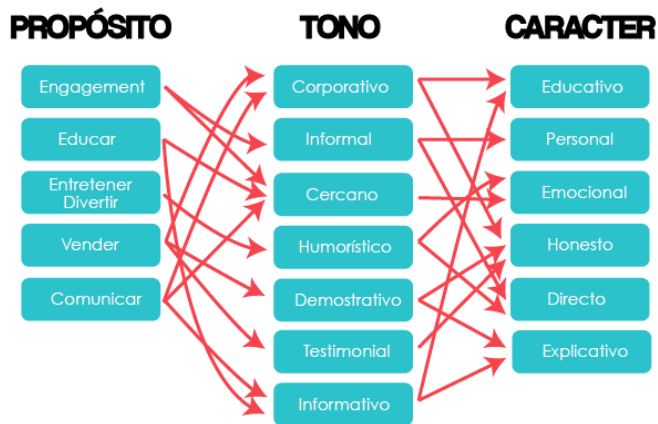 PROPÓSITO
Engagement
Educar
Entretener
Divertir
Vender
Comunicar
TONO
Corporativo
Informal
Cercano
Humorístico
Demostrativo
Testimonial
Informativo
CARACTER
Educativo
Personal
Emocional
Honesto
Directo
Explicativo